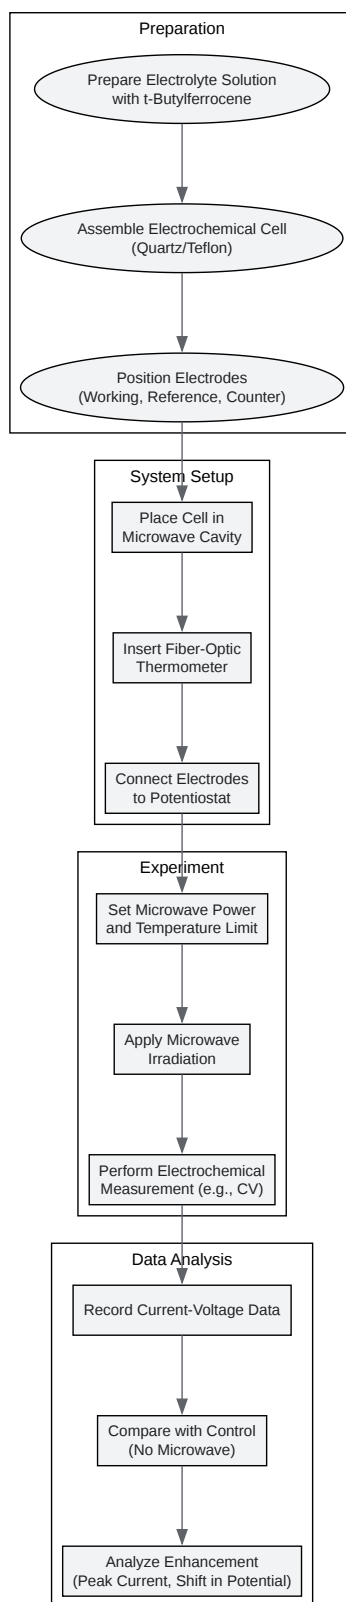 Preparation
Prepare Electrolyte Solution
with t-Butylferrocene
Assemble Electrochemical Cell
(Quartz/Teflon)
Position Electrodes
(Working, Reference, Counter)
System Setup
Place Cell in
Microwave Cavity
Insert Fiber-Optic
Thermometer
Connect Electrodes
to Potentiostat
Experiment
Set Microwave Power
and Temperature Limit
Apply Microwave
Irradiation
Perform Electrochemical
Measurement (e.g., CV)
Data Analysis
Record Current-Voltage Data
Compare with Control
(No Microwave)
Analyze Enhancement
(Peak Current, Shift in Potential)